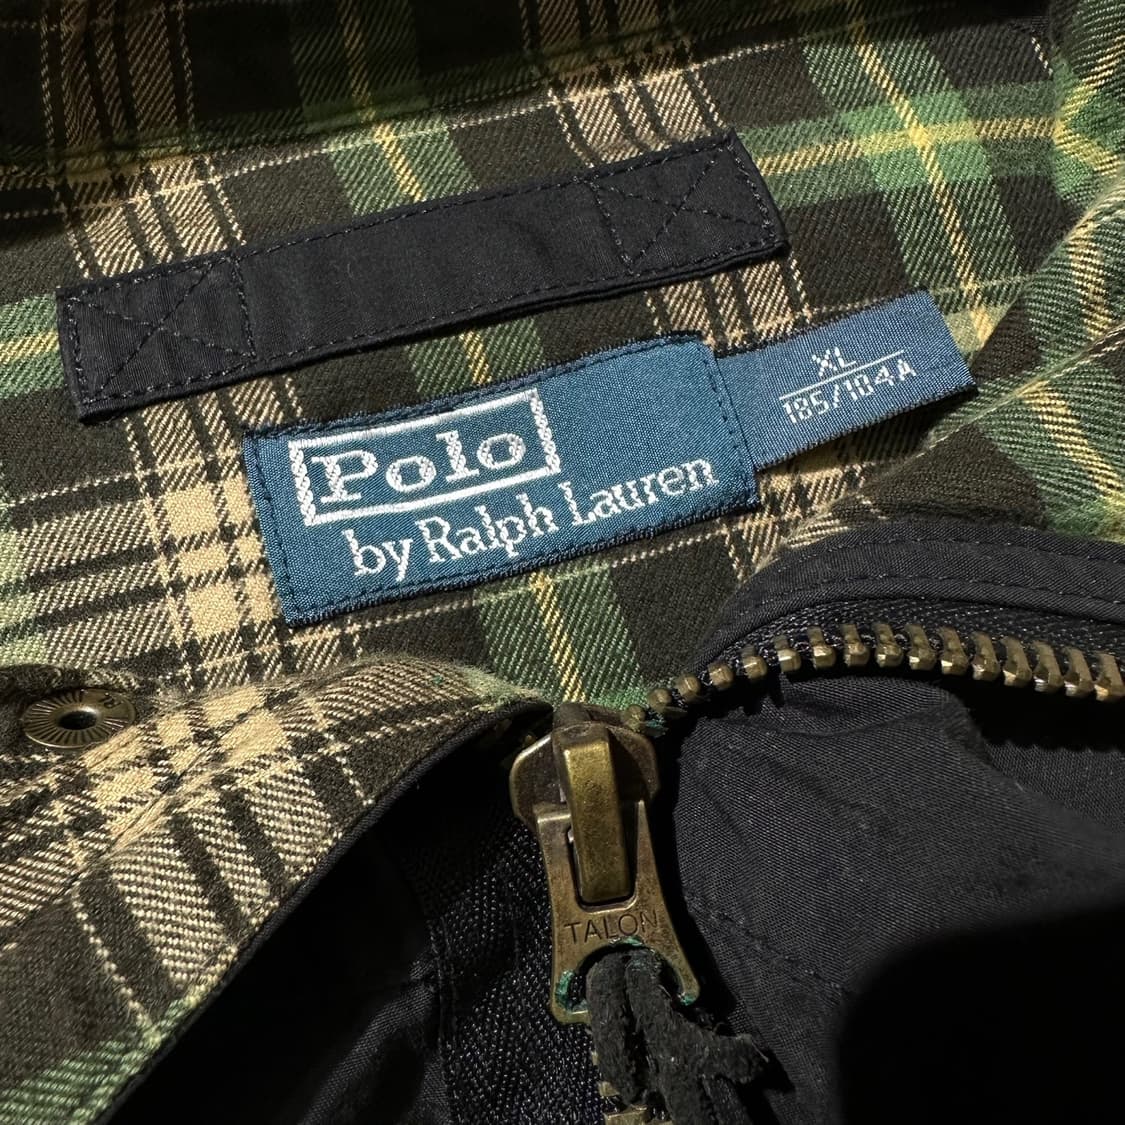 Polo
by Ralph Lauren
XL
185/104A
TALON